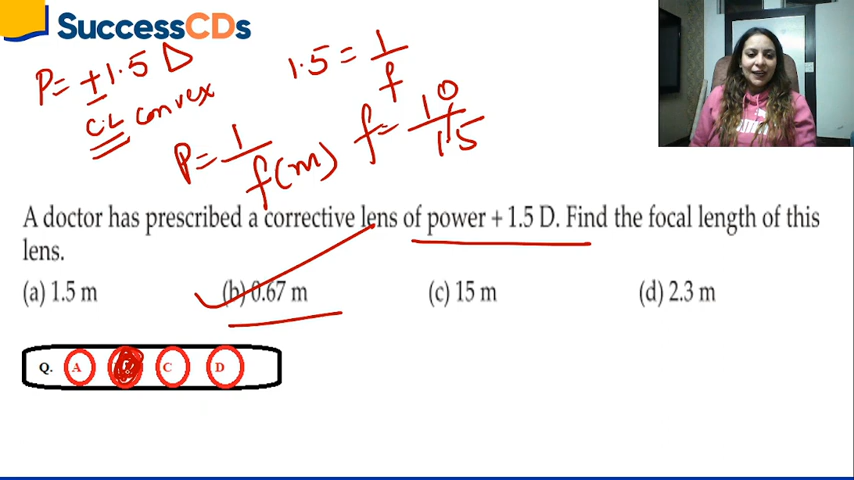 SuccessCDs
P= +1.5 D
C.L convex
1.5 = 1/f
P= 1/f(m)
f= 10/15
A doctor has prescribed a corrective lens of power + 1.5 D. Find the focal length of this
lens.
(a) 1.5 m (b) 0.67 m (c) 15 m (d) 2.3 m
Q. A C D